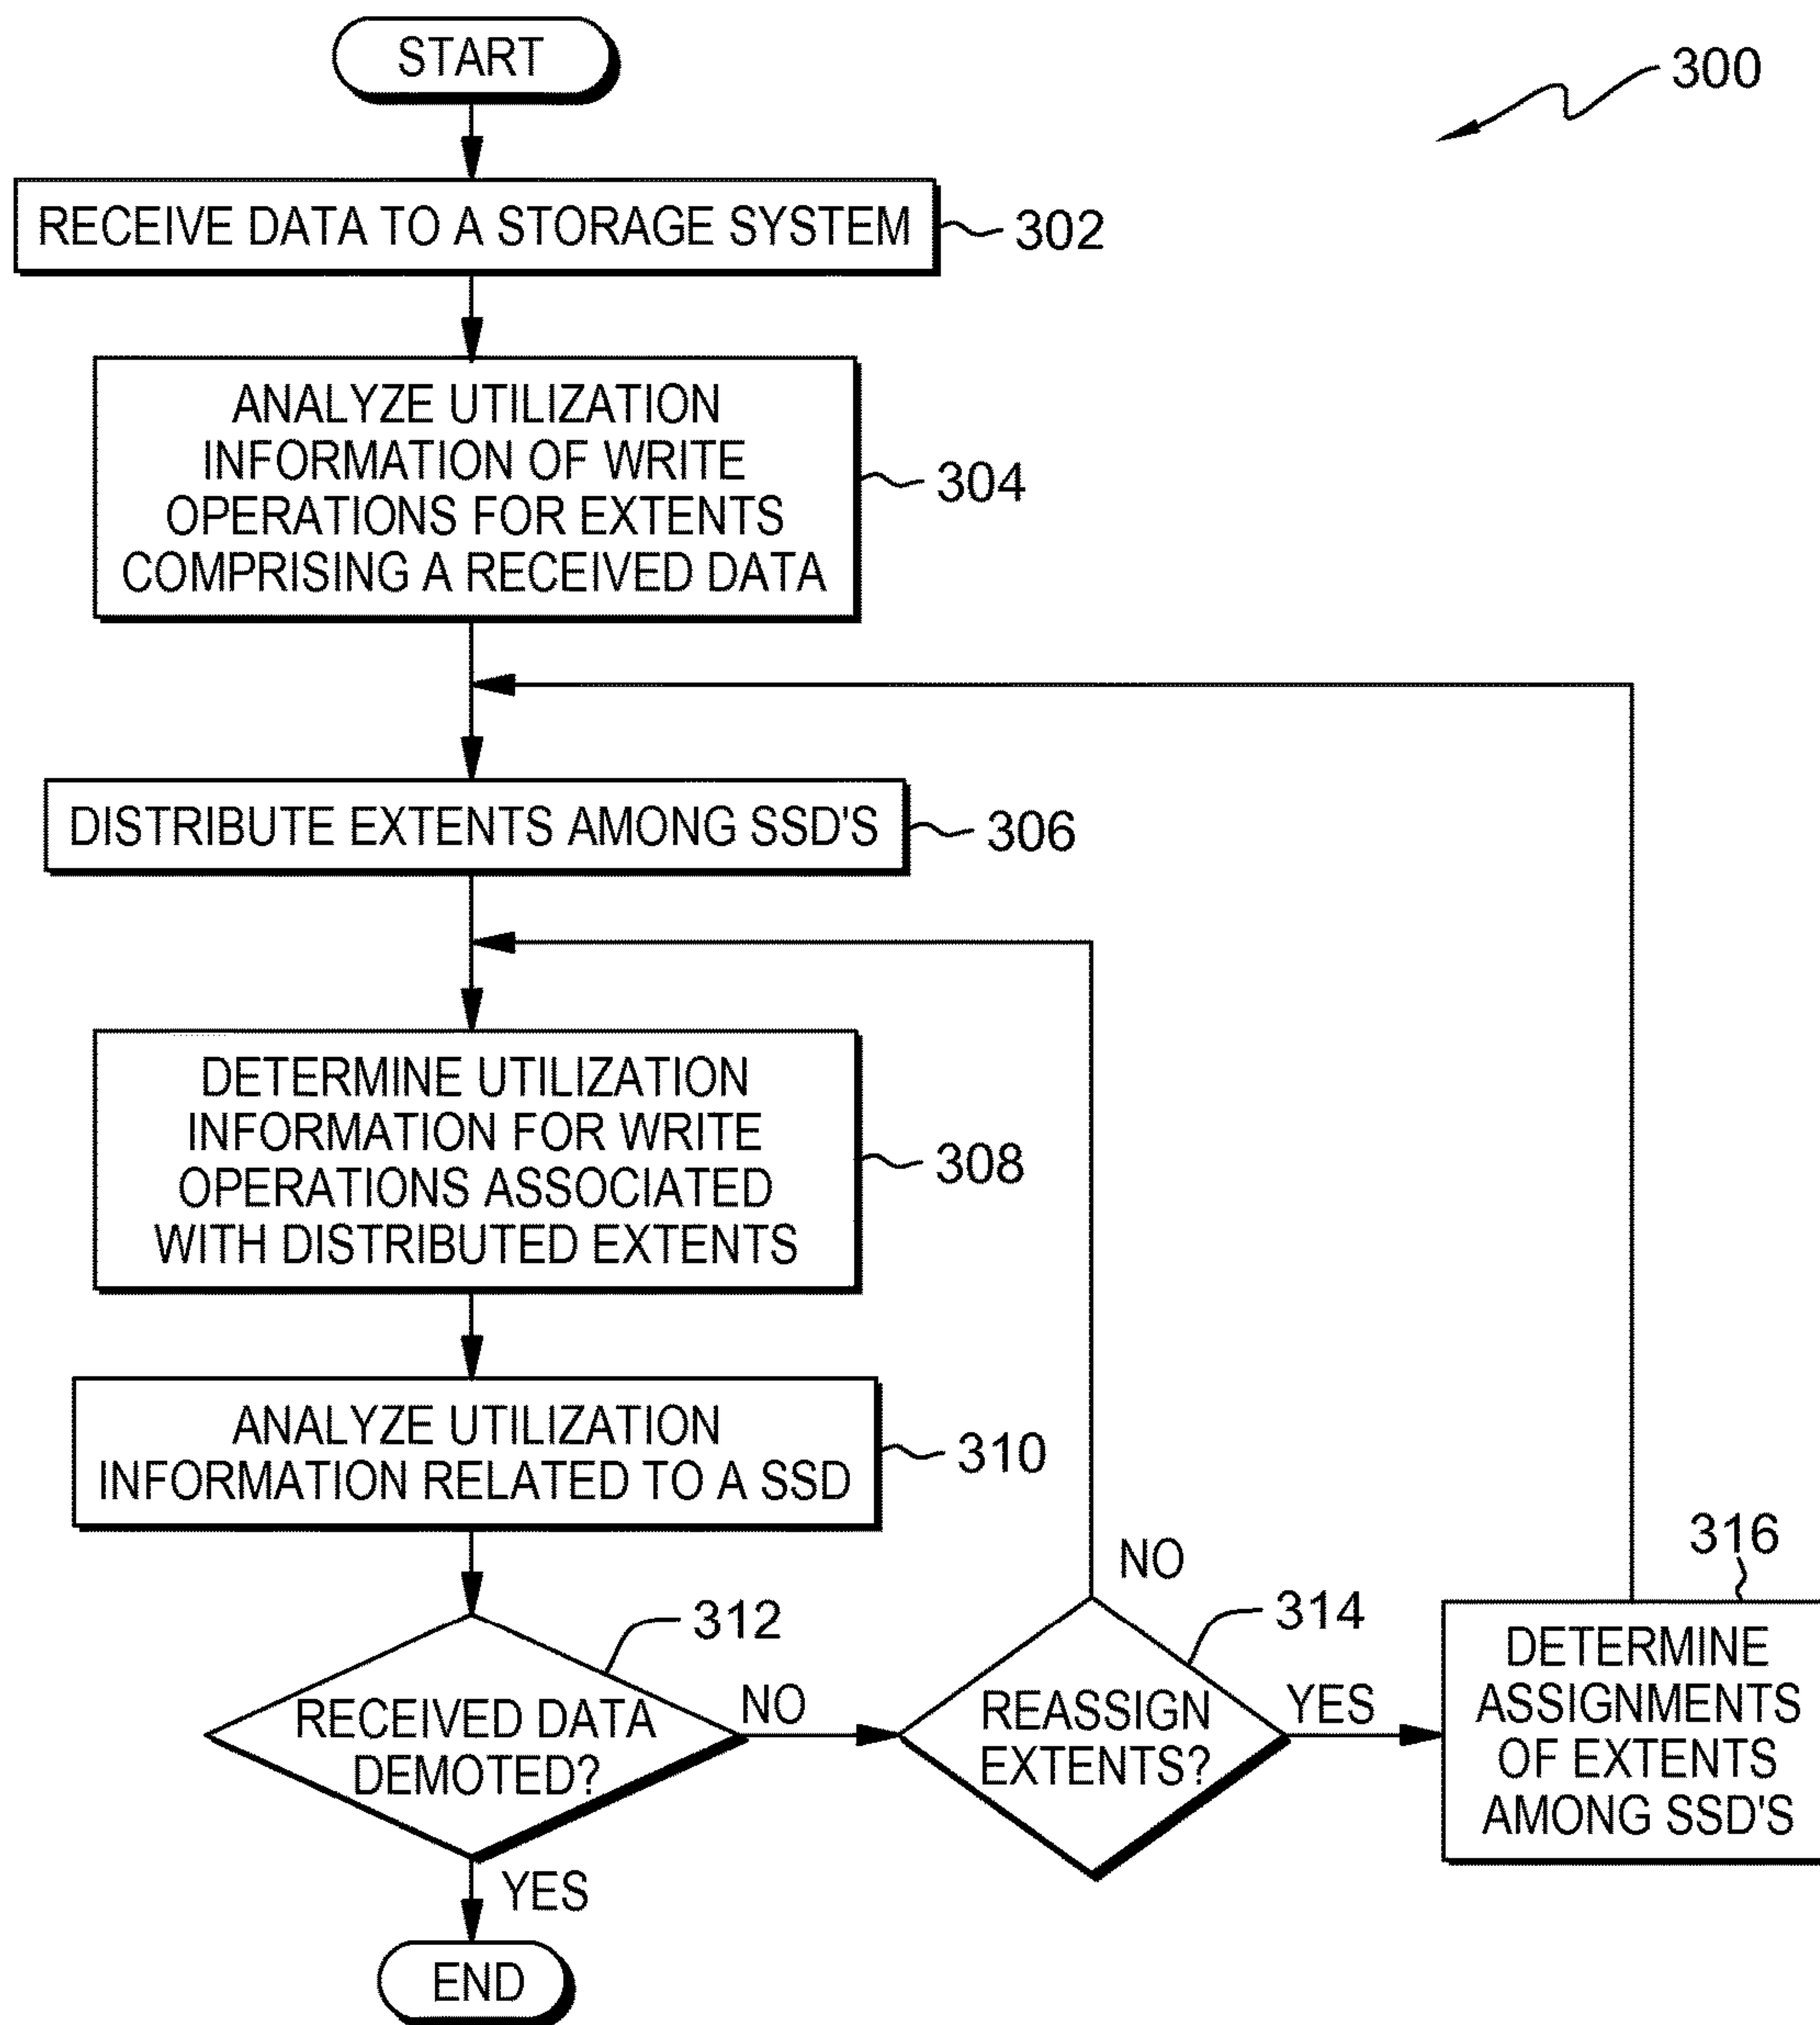 START
300
RECEIVE DATA TO A STORAGE SYSTEM
302
ANALYZE UTILIZATION
INFORMATION OF WRITE
OPERATIONS FOR EXTENTS
COMPRISING A RECEIVED DATA
304
DISTRIBUTE EXTENTS AMONG SSD'S
306
DETERMINE UTILIZATION
INFORMATION FOR WRITE
OPERATIONS ASSOCIATED
WITH DISTRIBUTED EXTENTS
308
ANALYZE UTILIZATION
INFORMATION RELATED TO A SSD
310
RECEIVED DATA
DEMOTED?
312
NO
YES
END
REASSIGN
EXTENTS?
314
NO
YES
316
DETERMINE
ASSIGNMENTS
OF EXTENTS
AMONG SSD'S